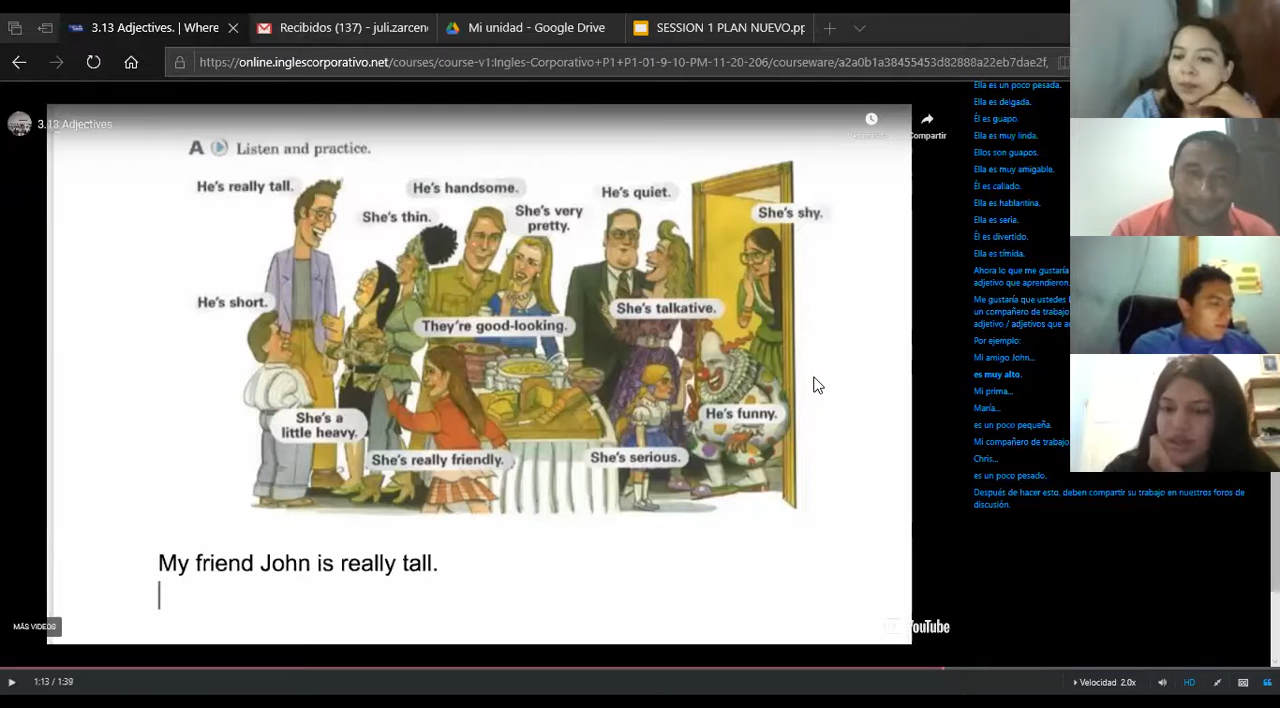 3.13 Adjectives. | Where
Recibidos (137) - juli.zarcen
Mi unidad - Google Drive
SESSION 1 PLAN NUEVO.pp
https://online.inglescorporativo.net/courses/course-v1:Ingles-Corporativo+P1+P1-01-9-10-PM-11-20-206/courseware/a2a0b1a38455453d82888a22eb7dae2f,
3.13 Adjectives
Compartir
A Listen and practice.
He's really tall.
He's handsome.
He's quiet.
She's thin.
She's very
pretty.
She's shy.
He's short.
They're good-looking.
She's talkative.
She's a
little heavy.
He's funny.
She's really friendly.
She's serious.
My friend John is really tall.
MÁS VIDEOS
YouTube
1:13 / 1:39
Velocidad 2.0x
HD
Ella es un poco pesada.
Ella es delgada.
Él es guapo.
Ella es muy linda.
Ellos son guapos.
Ella es muy amigable.
Él es callado.
Ella es hablantina.
Ella es seria.
Él es divertido.
Ella es tímida.
Ahora lo que me gustaría
adjetivo que aprendieron.
Me gustaría que ustedes
un compañero de trabajo
adjetivo / adjetivos que
Por ejemplo:
Mi amigo John...
es muy alto.
Mi prima...
María...
es un poco pequeña.
Mi compañero de trabajo
Chris...
es un poco pesado.
Después de hacer esto, deben compartir su trabajo en nuestros foros de
discusión.